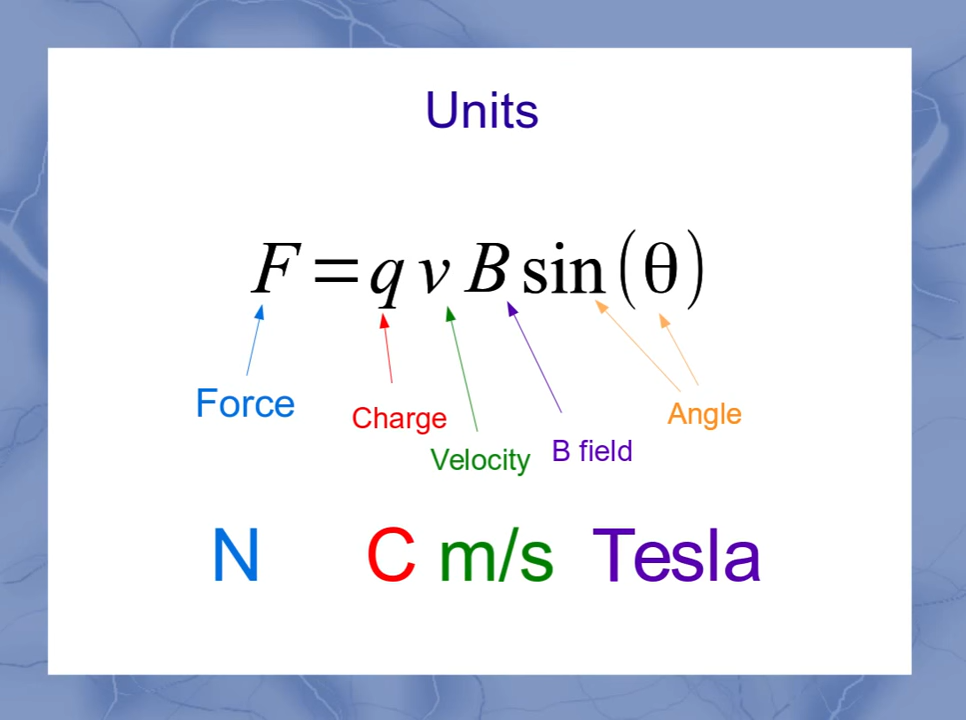 Units
F = q v B sin (θ)
Force
Charge
Velocity
B field
Angle
N C m/s Tesla